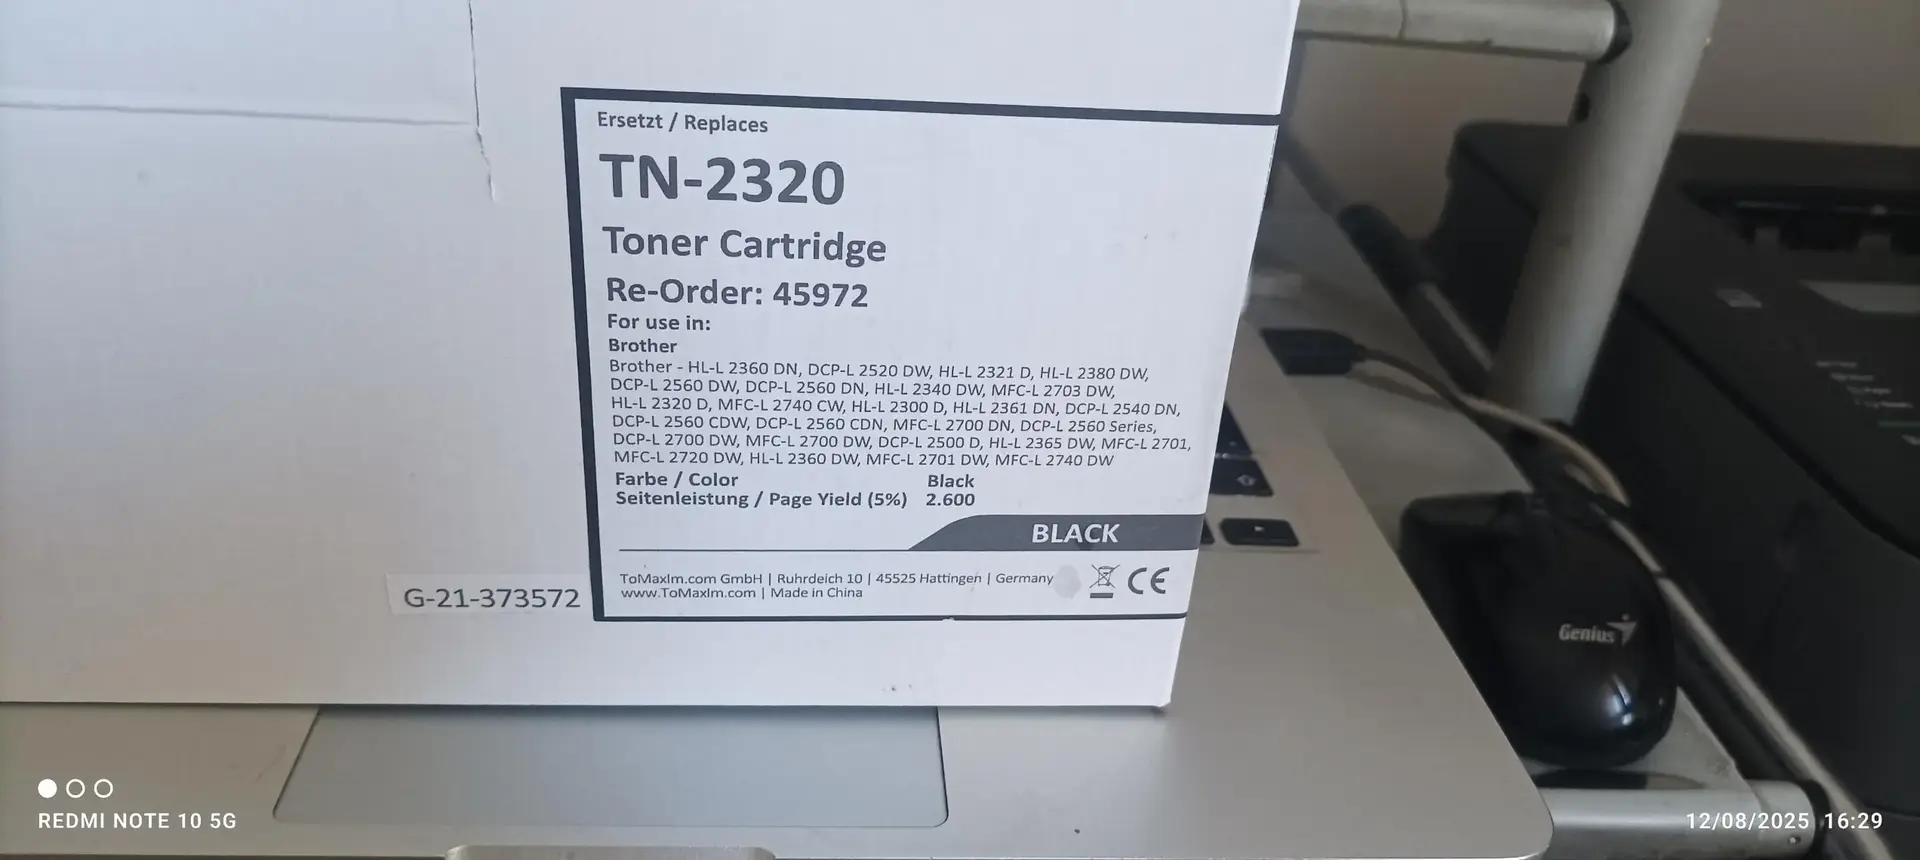 Ersetzt / Replaces
TN-2320
Toner Cartridge
Re-Order: 45972
For use in:
Brother
Brother - HL-L 2360 DN, DCP-L 2520 DW, HL-L 2321 D, HL-L 2380 DW,
DCP-L 2560 DW, DCP-L 2560 DN, HL-L 2340 DW, MFC-L 2703 DW,
HL-L 2320 D, MFC-L 2740 CW, HL-L 2300 D, HL-L 2361 DN, DCP-L 2540 DN,
DCP-L 2560 CDW, DCP-L 2560 CDN, MFC-L 2700 DN, DCP-L 2560 Series,
DCP-L 2700 DW, MFC-L 2700 DW, DCP-L 2500 D, HL-L 2365 DW, MFC-L 2701,
MFC-L 2720 DW, HL-L 2360 DW, MFC-L 2701 DW, MFC-L 2740 DW
Farbe / Color Black
Seitenleistung / Page Yield (5%) 2.600
BLACK
ToMaxIm.com GmbH | Ruhrdeich 10 | 45525 Hattingen | Germany
www.ToMaxIm.com | Made in China
CE
G-21-373572
Genius
REDMI NOTE 10 5G
12/08/2025 16:29